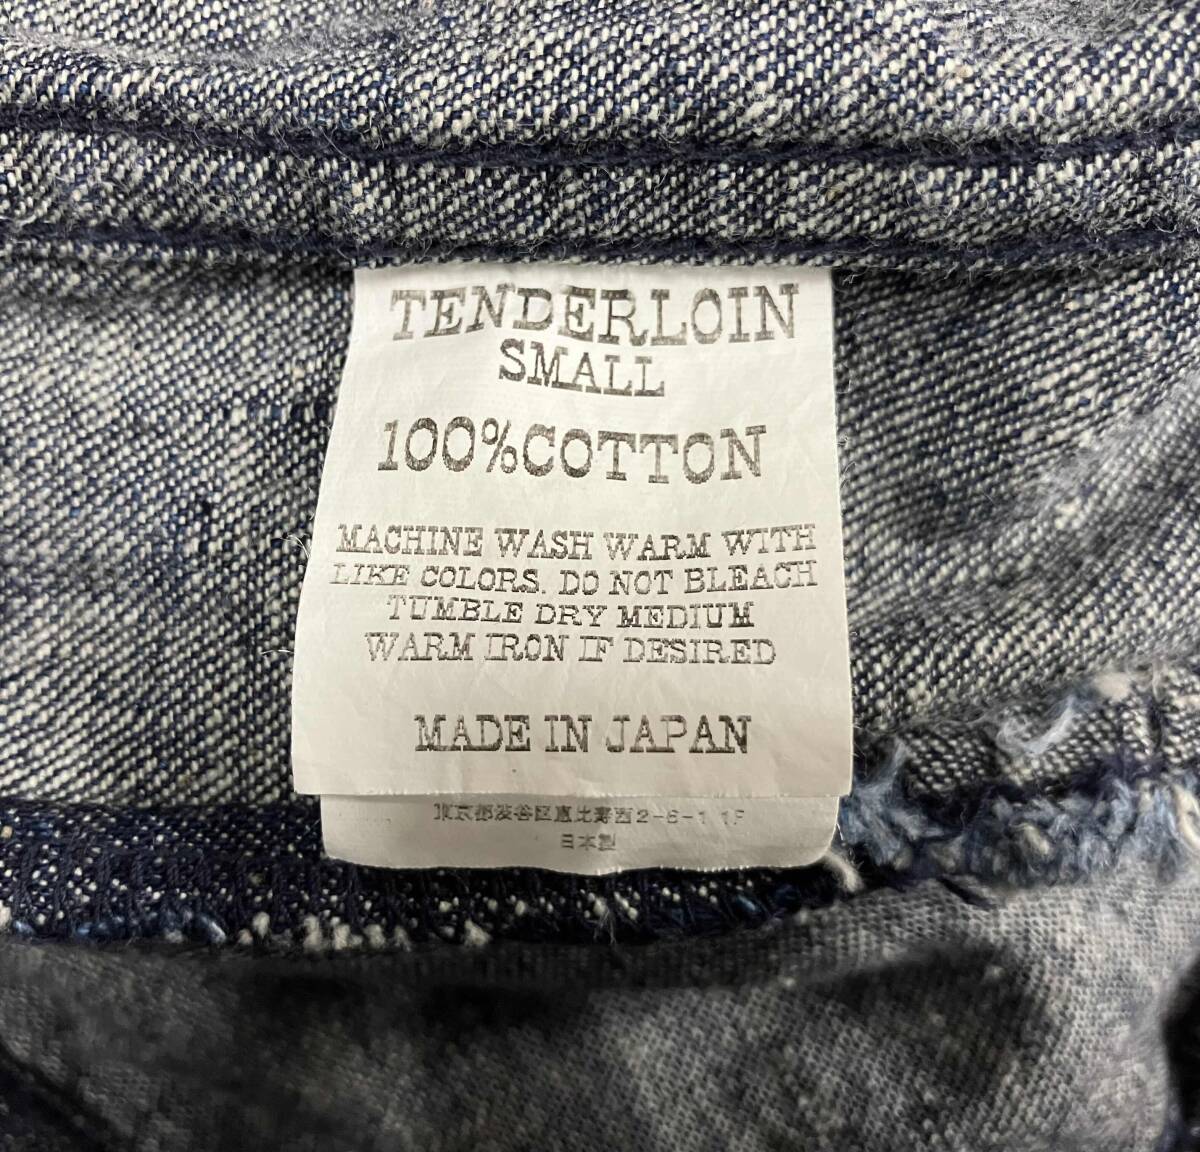 TENDERLOIN
SMALL
100%COTTON
MACHINE WASH WARM WITH
LIKE COLORS. DO NOT BLEACH
TUMBLE DRY MEDIUM
WARM IRON IF DESIRED
MADE IN JAPAN
東京都渋谷区恵比寿西2-6-1 1F
日本製